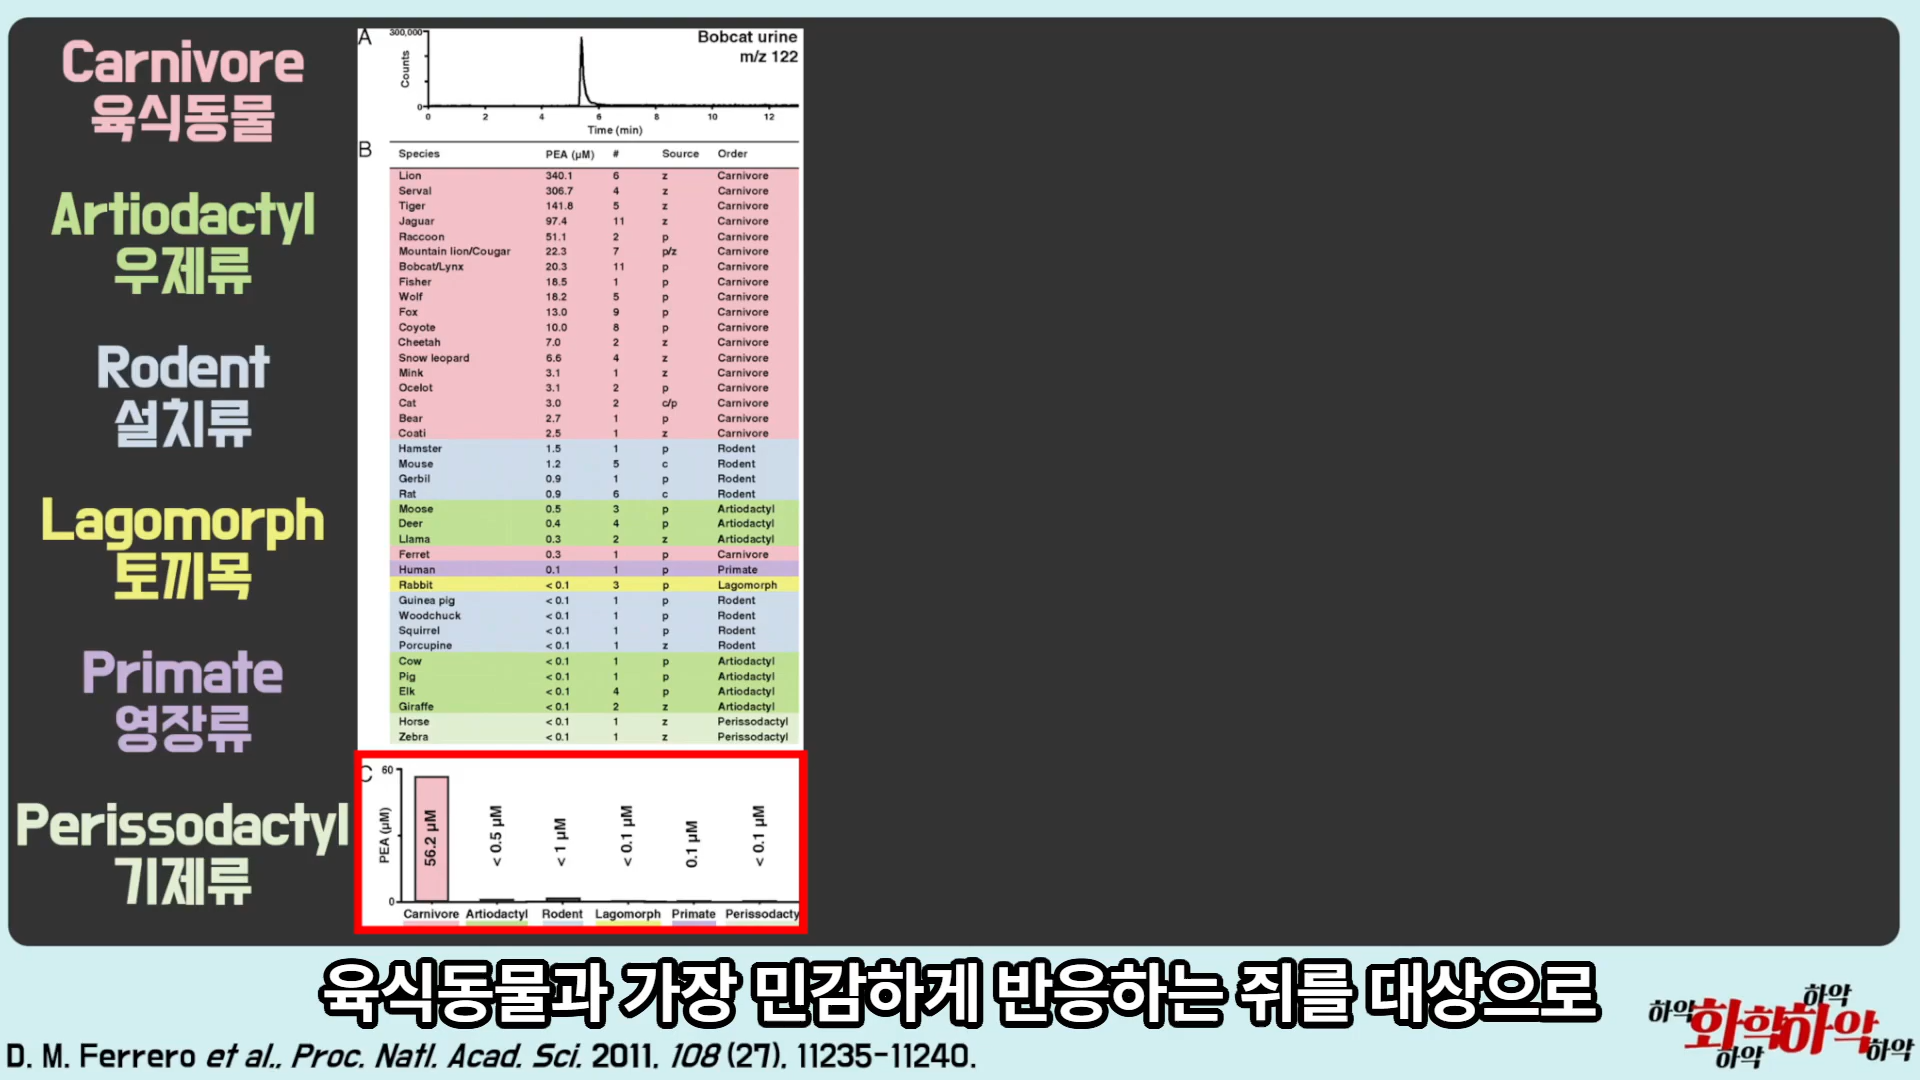 Carnivore
육식동물
Artiodactyl
우제류
Rodent
설치류
Lagomorph
토끼목
Primate
영장류
Perissodactyl
기제류
A
300,000
Counts
0
Bobcat urine
m/z 122
0 2 4 6 8 10 12
Time (min)
B
Species PEA (µM) # Source Order
Lion 340.1 6 z Carnivore
Serval 306.7 4 z Carnivore
Tiger 141.8 5 z Carnivore
Jaguar 97.4 11 z Carnivore
Raccoon 51.1 2 p Carnivore
Mountain lion/Cougar 22.3 7 p/z Carnivore
Bobcat/Lynx 20.3 11 p Carnivore
Fisher 18.5 1 p Carnivore
Wolf 18.2 5 p Carnivore
Fox 13.0 9 p Carnivore
Coyote 10.0 8 p Carnivore
Cheetah 7.0 2 z Carnivore
Snow leopard 6.6 4 z Carnivore
Mink 3.1 1 z Carnivore
Ocelot 3.1 2 p Carnivore
Cat 3.0 2 c/p Carnivore
Bear 2.7 1 p Carnivore
Coati 2.5 1 z Carnivore
Hamster 1.5 1 p Rodent
Mouse 1.2 5 c Rodent
Gerbil 0.9 1 p Rodent
Rat 0.9 6 c Rodent
Moose 0.5 3 p Artiodactyl
Deer 0.4 4 p Artiodactyl
Llama 0.3 2 z Artiodactyl
Ferret 0.3 1 p Carnivore
Human 0.1 1 p Primate
Rabbit < 0.1 3 p Lagomorph
Guinea pig < 0.1 1 p Rodent
Woodchuck < 0.1 1 p Rodent
Squirrel < 0.1 1 p Rodent
Porcupine < 0.1 1 z Rodent
Cow < 0.1 1 p Artiodactyl
Pig < 0.1 1 p Artiodactyl
Elk < 0.1 4 p Artiodactyl
Giraffe < 0.1 2 z Artiodactyl
Horse < 0.1 1 z Perissodactyl
Zebra < 0.1 1 z Perissodactyl
C
60
PEA (µM)
0
56.2 µM
< 0.5 µM
< 1 µM
< 0.1 µM
0.1 µM
< 0.1 µM
Carnivore Artiodactyl Rodent Lagomorph Primate Perissodacty
육식동물과 가장 민감하게 반응하는 쥐를 대상으로
D. M. Ferrero et al., Proc. Natl. Acad. Sci. 2011, 108 (27), 11235-11240.
하악
하악
화학하악
하악
하악